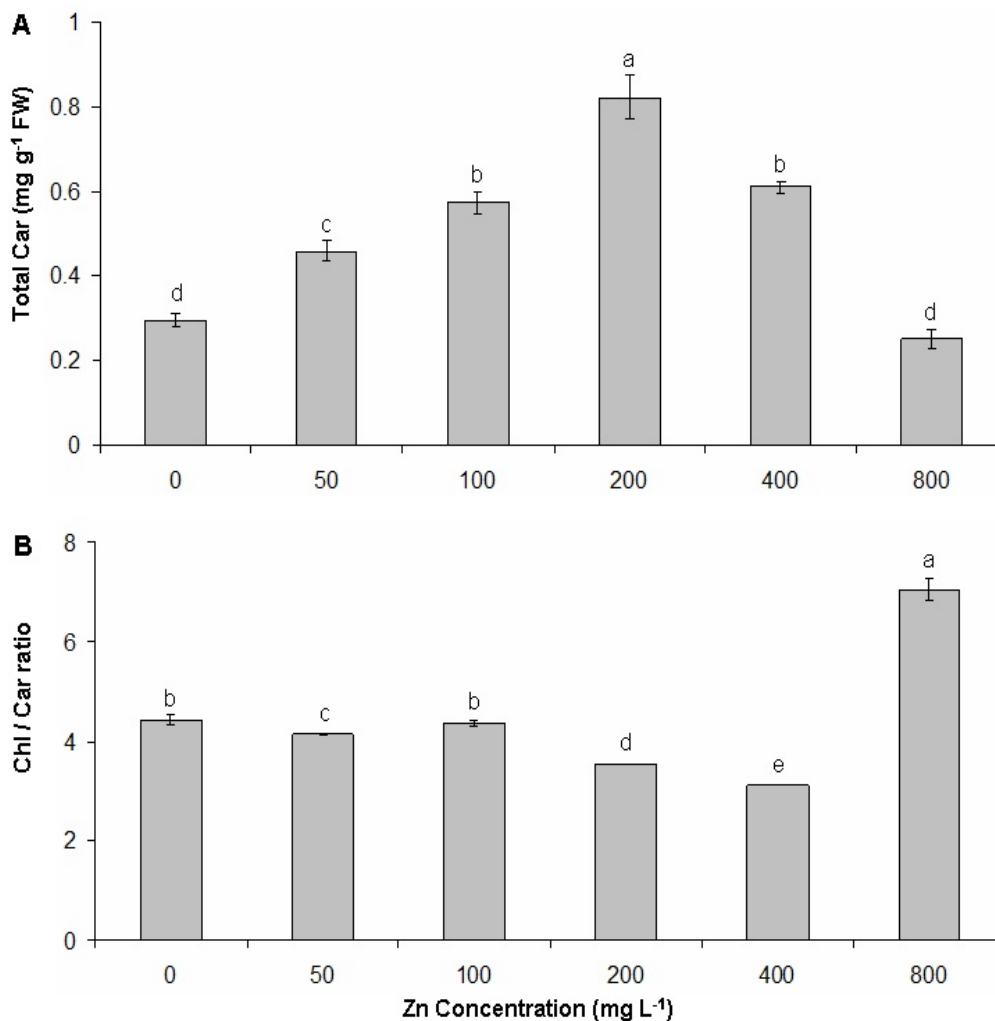 A
Total Car (mg g⁻¹ FW)
1
0.8
0.6
0.4
0.2
0
d
c
b
a
b
d
0 50 100 200 400 800
B
Chl / Car ratio
8
6
4
2
0
b
c
b
d
e
a
0 50 100 200 400 800
Zn Concentration (mg L⁻¹)